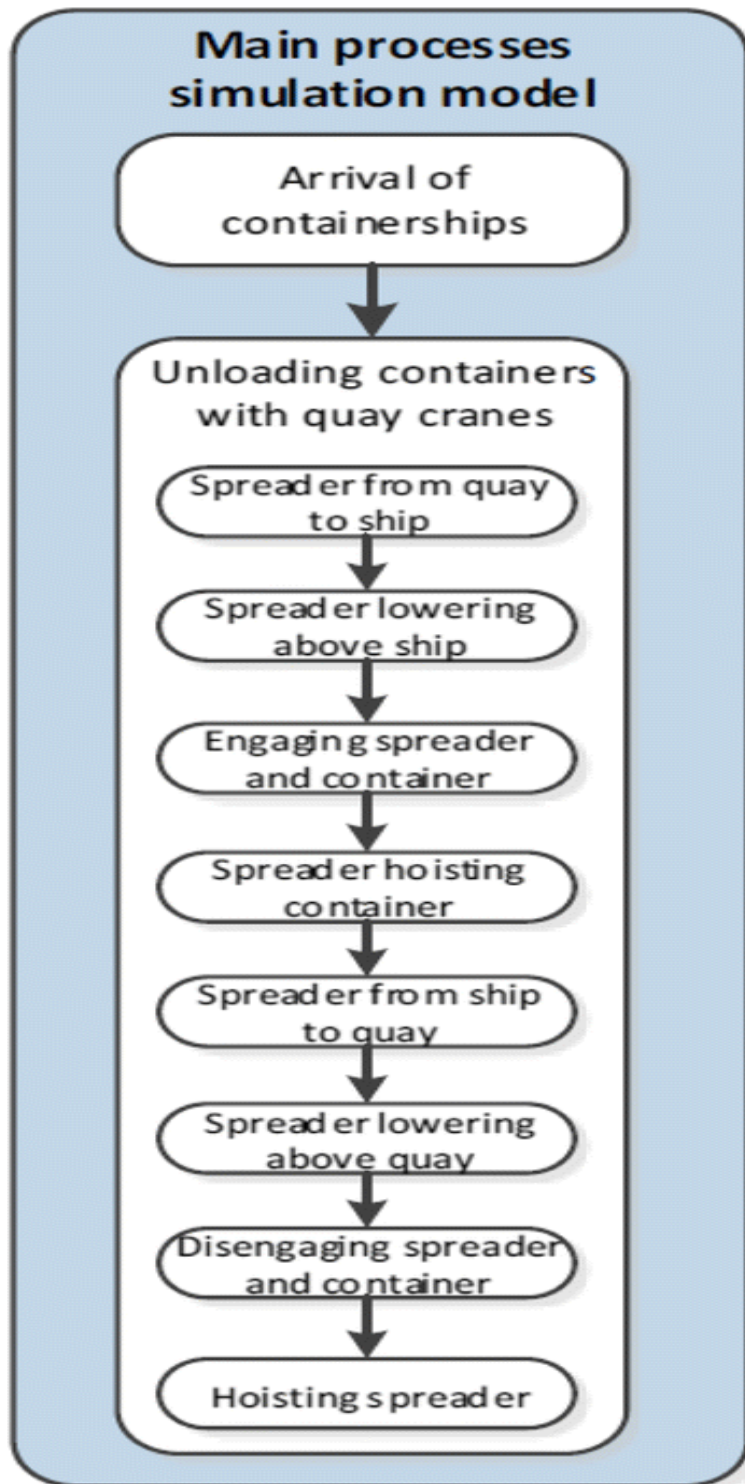 Main processes
simulation model
Arrival of
containerships
Unloading containers
with quay cranes
Spreader from quay
to ship
Spreader lowering
above ship
Engaging spreader
and container
Spreader hoisting
container
Spreader from ship
to quay
Spreader lowering
above quay
Disengaging spreader
and container
Hoisting spreader